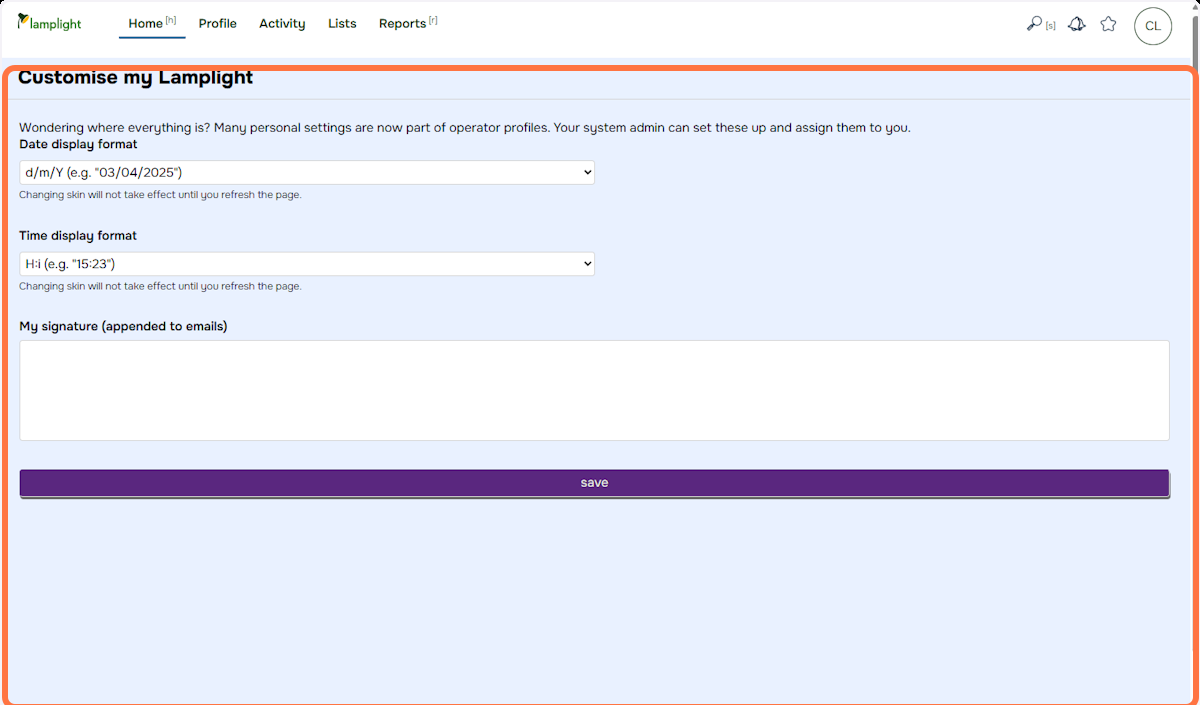 lamplight
Home [h] Profile Activity Lists Reports [r] [s] CL
Customise my Lamplight
Wondering where everything is? Many personal settings are now part of operator profiles. Your system admin can set these up and assign them to you.
Date display format
d/m/Y (e.g. "03/04/2025")
Changing skin will not take effect until you refresh the page.
Time display format
H:i (e.g. "15:23")
Changing skin will not take effect until you refresh the page.
My signature (appended to emails)
save